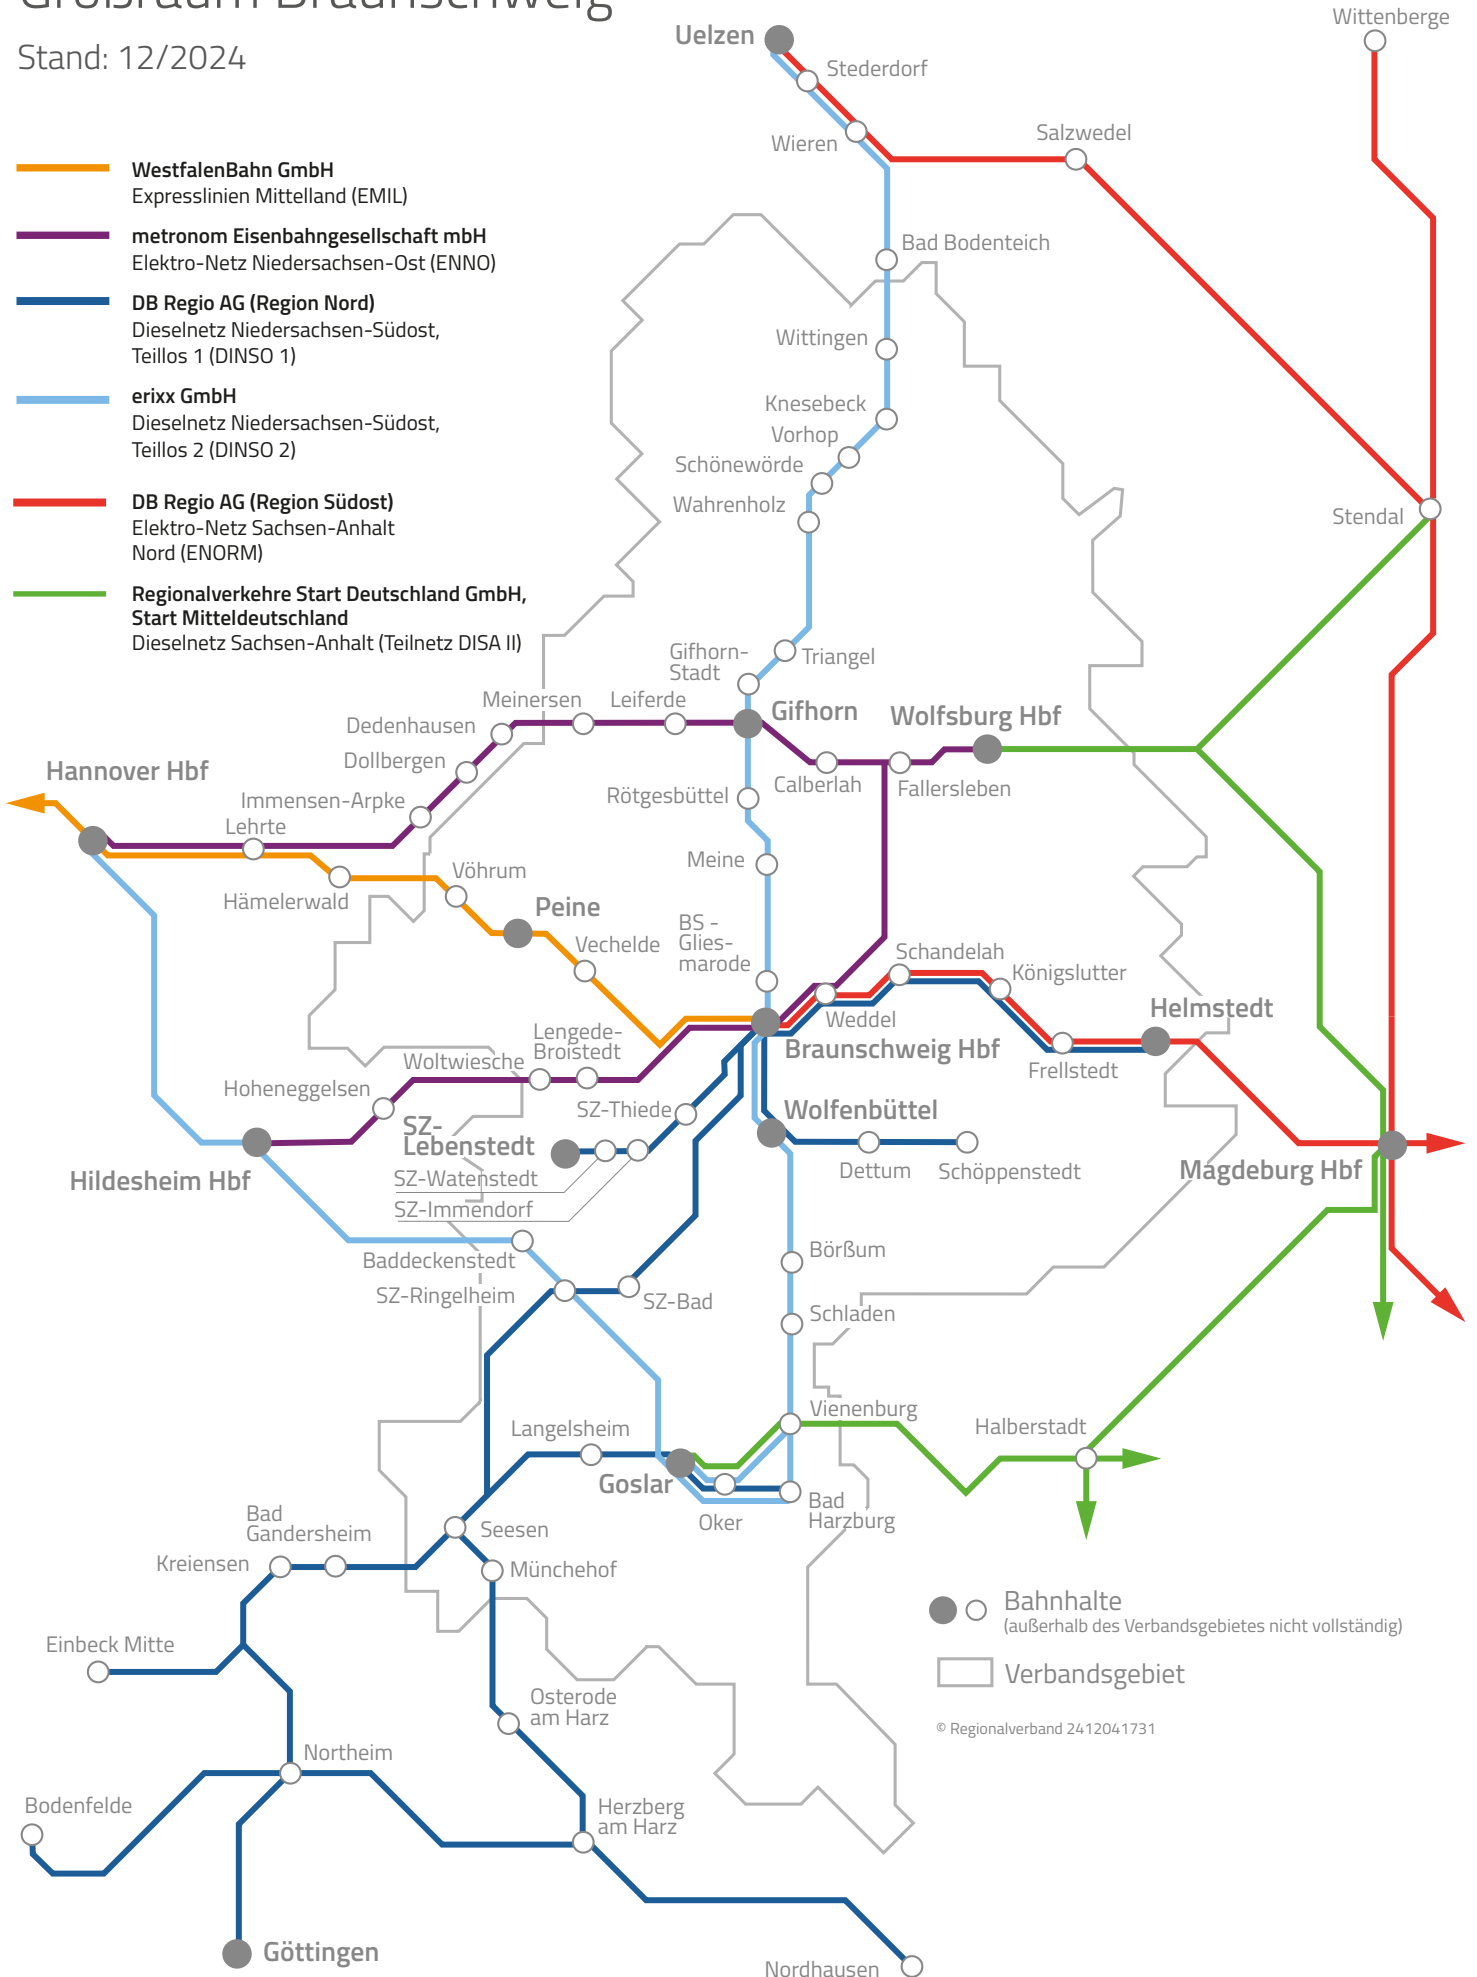 Großraum Braunschweig
Stand: 12/2024
WestfalenBahn GmbH
Expresslinien Mittelland (EMIL)
metronom Eisenbahngesellschaft mbH
Elektro-Netz Niedersachsen-Ost (ENNO)
DB Regio AG (Region Nord)
Dieselnetz Niedersachsen-Südost,
Teillos 1 (DINSO 1)
erixx GmbH
Dieselnetz Niedersachsen-Südost,
Teillos 2 (DINSO 2)
DB Regio AG (Region Südost)
Elektro-Netz Sachsen-Anhalt
Nord (ENORM)
Regionalverkehre Start Deutschland GmbH,
Start Mitteldeutschland
Dieselnetz Sachsen-Anhalt (Teilnetz DISA II)
Uelzen
Stederdorf
Wieren
Salzwedel
Wittenberge
Bad Bodenteich
Wittingen
Knesebeck
Vorhop
Schönewörde
Wahrenholz
Stendal
Gifhorn-
Stadt
Triangel
Meinersen
Leiferde
Gifhorn
Wolfsburg Hbf
Dedenhausen
Dollbergen
Hannover Hbf
Immensen-Arpke
Lehrte
Calberlah
Fallersleben
Rötgesbüttel
Meine
Vöhrum
Hämelerwald
Peine
Vechelde
BS -
Glies-
marode
Schandelah
Königslutter
Helmstedt
Weddel
Braunschweig Hbf
Frellstedt
Lengede-
Broistedt
Woltwiesche
Hoheneggelsen
SZ-Thiede
Wolfenbüttel
SZ-
Lebenstedt
Dettum
Schöppenstedt
Magdeburg Hbf
Hildesheim Hbf
SZ-Watenstedt
SZ-Immendorf
Baddeckenstedt
SZ-Ringelheim
SZ-Bad
Börßum
Schladen
Vienenburg
Halberstadt
Langelsheim
Goslar
Oker
Bad
Harzburg
Bad
Gandersheim
Seesen
Kreiensen
Münchehof
Einbeck Mitte
Osterode
am Harz
Northeim
Bodenfelde
Herzberg
am Harz
Göttingen
Nordhausen
Bahnhalte
(außerhalb des Verbandsgebietes nicht vollständig)
Verbandsgebiet
© Regionalverband 2412041731